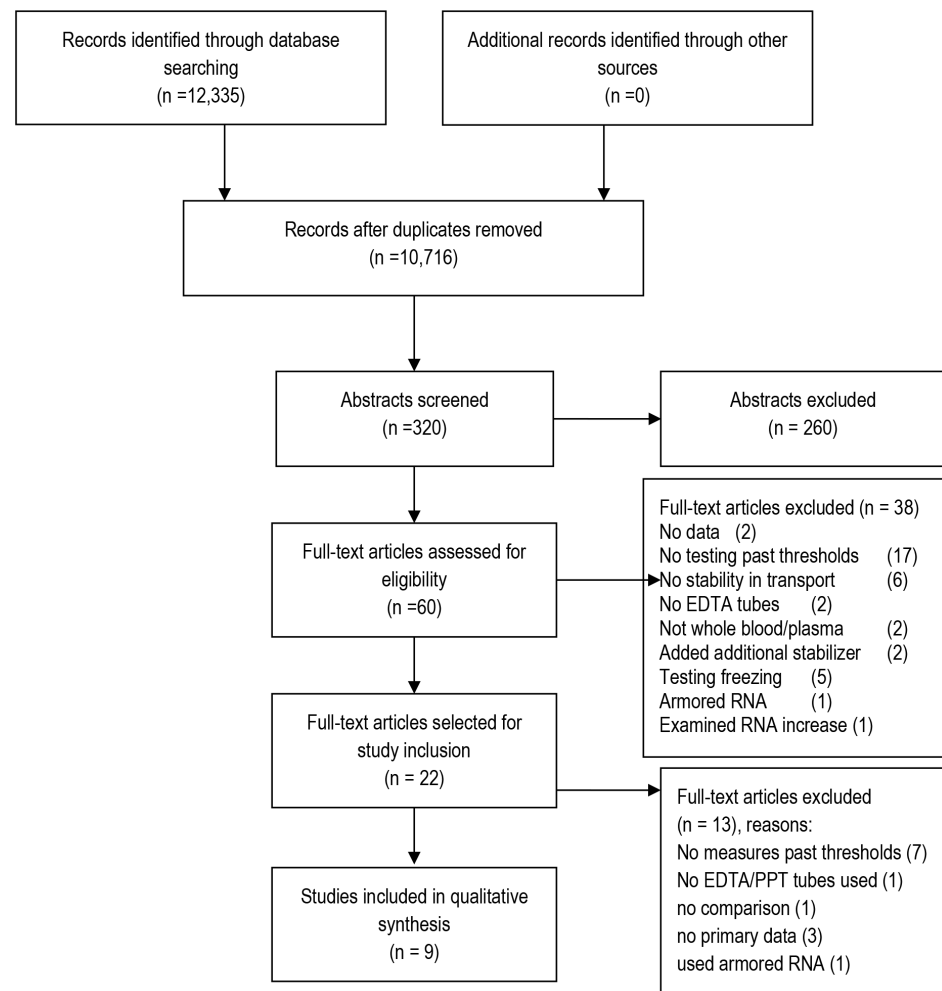 Records identified through database
searching
(n =12,335)
Additional records identified through other
sources
(n =0)
Records after duplicates removed
(n =10,716)
Abstracts screened
(n =320)
Abstracts excluded
(n = 260)
Full-text articles assessed for
eligibility
(n =60)
Full-text articles excluded (n = 38)
No data (2)
No testing past thresholds (17)
No stability in transport (6)
No EDTA tubes (2)
Not whole blood/plasma (2)
Added additional stabilizer (2)
Testing freezing (5)
Armored RNA (1)
Examined RNA increase (1)
Full-text articles selected for
study inclusion
(n = 22)
Full-text articles excluded
(n = 13), reasons:
No measures past thresholds (7)
No EDTA/PPT tubes used (1)
no comparison (1)
no primary data (3)
used armored RNA (1)
Studies included in qualitative
synthesis
(n = 9)